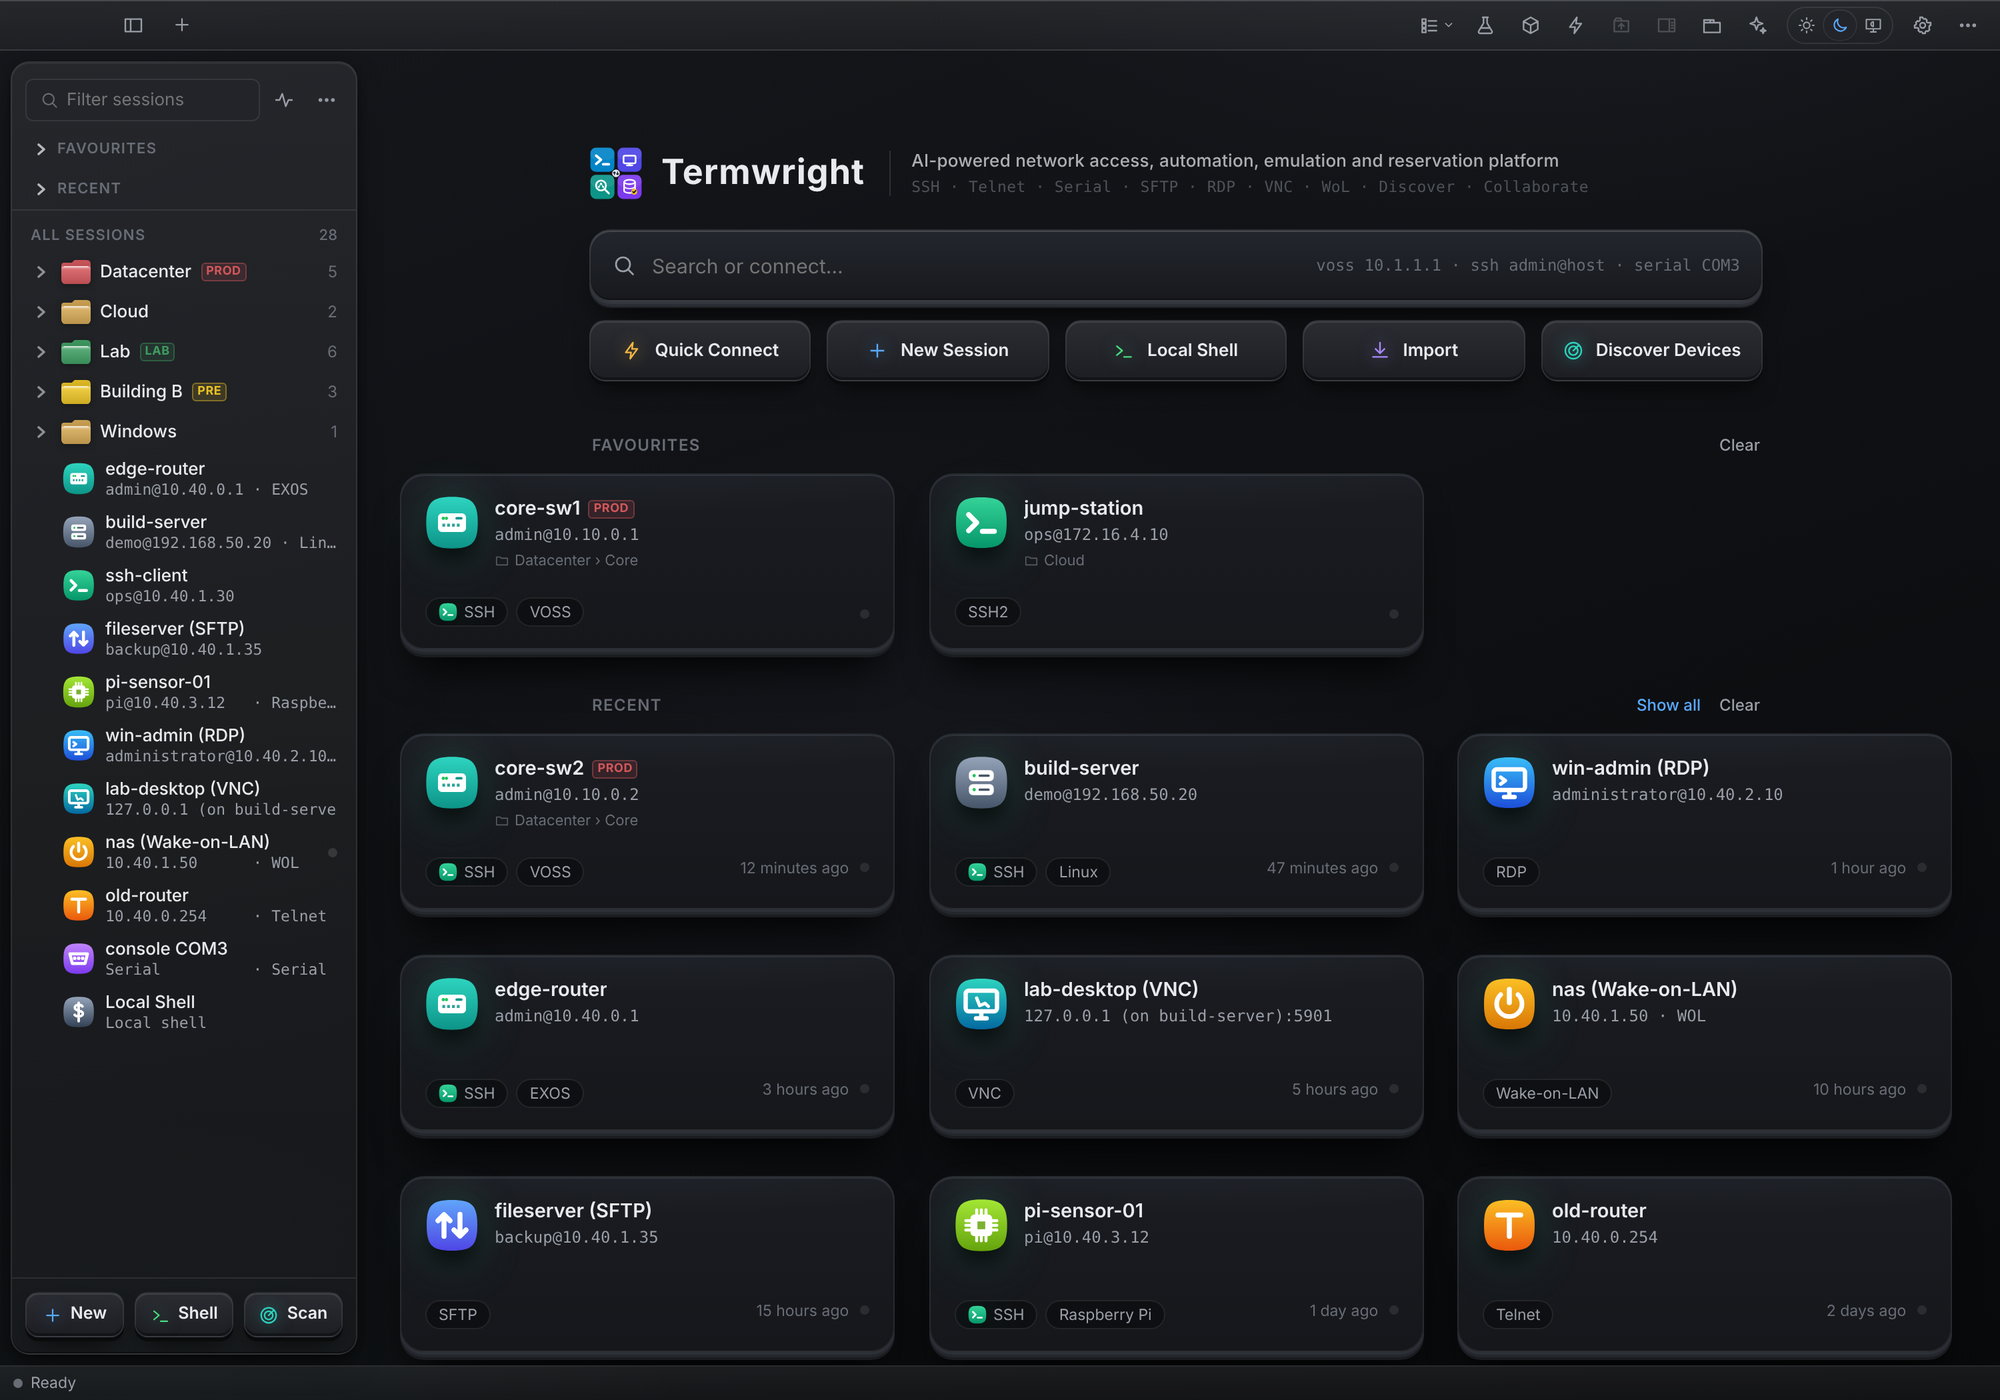 Filter sessions
FAVOURITES
RECENT
ALL SESSIONS 28
Datacenter PROD 5
Cloud 2
Lab LAB 6
Building B PRE 3
Windows 1
edge-router
admin@10.40.0.1 · EXOS
build-server
demo@192.168.50.20 · Lin…
ssh-client
ops@10.40.1.30
fileserver (SFTP)
backup@10.40.1.35
pi-sensor-01
pi@10.40.3.12 · Raspbe…
win-admin (RDP)
administrator@10.40.2.10…
lab-desktop (VNC)
127.0.0.1 (on build-serve
nas (Wake-on-LAN)
10.40.1.50 · WOL
old-router
10.40.0.254 · Telnet
console COM3
Serial · Serial
Local Shell
Local shell
New
Shell
Scan
Ready
Termwright
AI-powered network access, automation, emulation and reservation platform
SSH · Telnet · Serial · SFTP · RDP · VNC · WoL · Discover · Collaborate
Search or connect... voss 10.1.1.1 · ssh admin@host · serial COM3
Quick Connect
New Session
Local Shell
Import
Discover Devices
FAVOURITES Clear
core-sw1 PROD
admin@10.10.0.1
Datacenter › Core
SSH VOSS
jump-station
ops@172.16.4.10
Cloud
SSH2
RECENT Show all Clear
core-sw2 PROD
admin@10.10.0.2
Datacenter › Core
SSH VOSS 12 minutes ago
build-server
demo@192.168.50.20
SSH Linux 47 minutes ago
win-admin (RDP)
administrator@10.40.2.10
RDP 1 hour ago
edge-router
admin@10.40.0.1
SSH EXOS 3 hours ago
lab-desktop (VNC)
127.0.0.1 (on build-server):5901
VNC 5 hours ago
nas (Wake-on-LAN)
10.40.1.50 · WOL
Wake-on-LAN 10 hours ago
fileserver (SFTP)
backup@10.40.1.35
SFTP 15 hours ago
pi-sensor-01
pi@10.40.3.12
SSH Raspberry Pi 1 day ago
old-router
10.40.0.254
Telnet 2 days ago